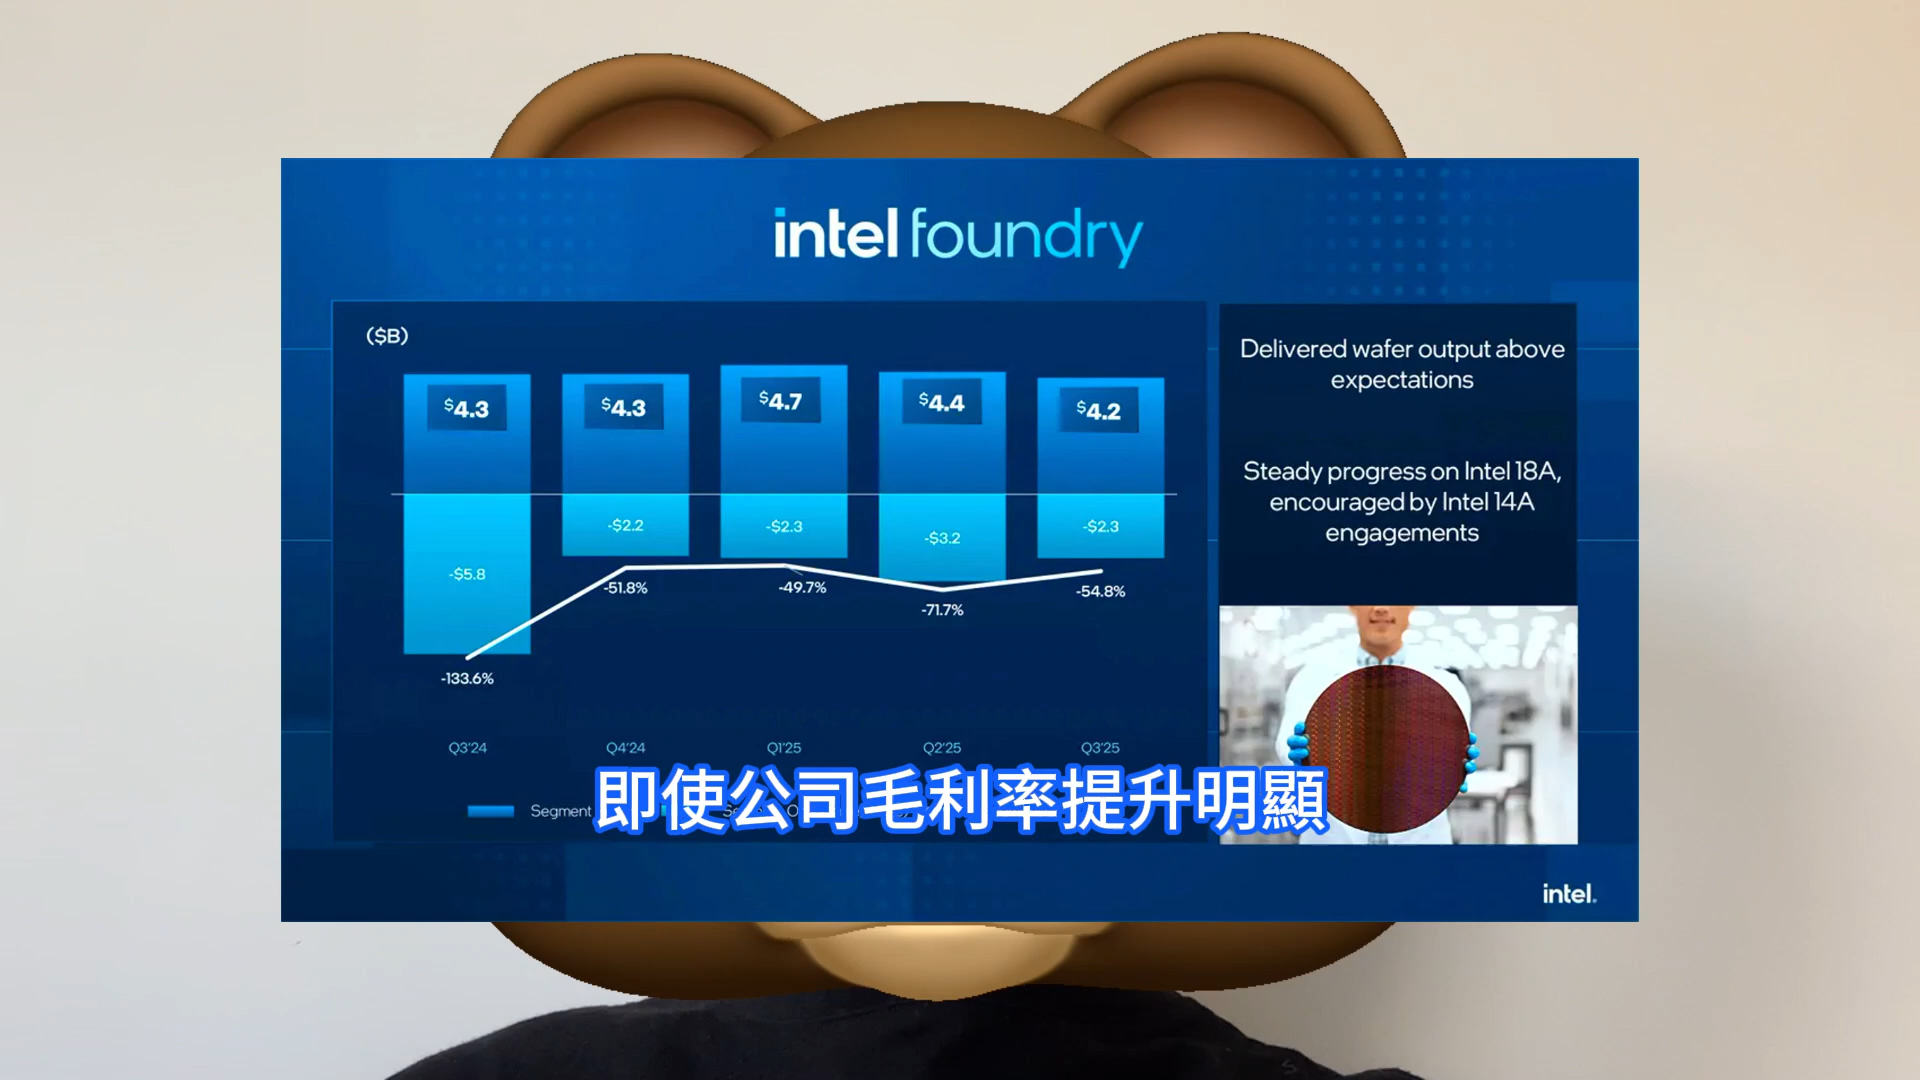 intel foundry
($B)
$4.3
$4.3
$4.7
$4.4
$4.2
-$5.8
-$2.2
-$2.3
-$3.2
-$2.3
-133.6%
-51.8%
-49.7%
-71.7%
-54.8%
Q3'24
Q4'24
Q1'25
Q2'25
Q3'25
Segment
即使公司毛利率提升明顯
Delivered wafer output above
expectations
Steady progress on Intel 18A,
encouraged by Intel 14A
engagements
intel.